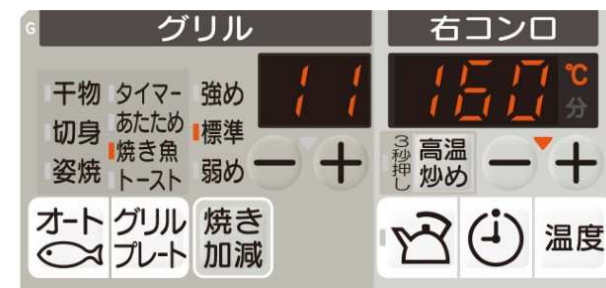 G グリル
干物 タイマー 強め
切身 あたため 標準
姿焼 焼き魚 弱め
トースト
11
− +
オート グリルプレート 焼き加減
右コンロ
160 ℃
分
3秒押し 高温炒め − +
温度